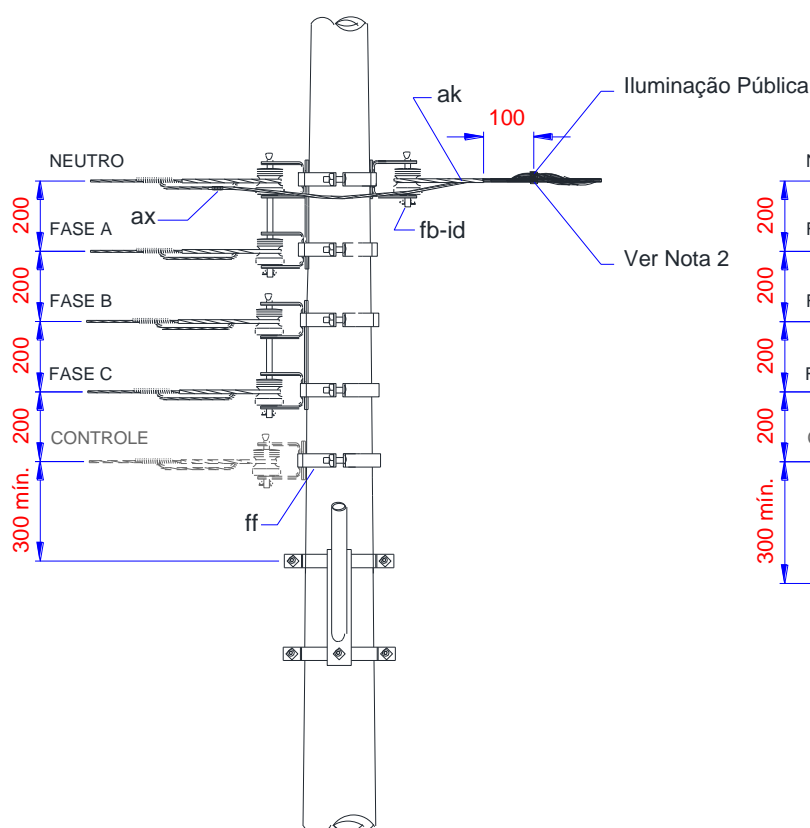 Iluminação Pública
ak
100
NEUTRO
200
ax
fb-id
FASE A
Ver Nota 2
200
FASE B
200
FASE C
200
CONTROLE
300 mín.
ff
200
200
200
200
300 mín.